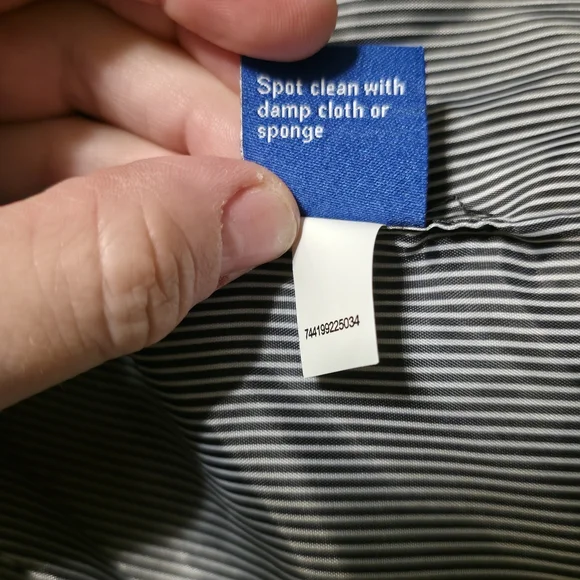 Spot clean with
damp cloth or
sponge
744199225034